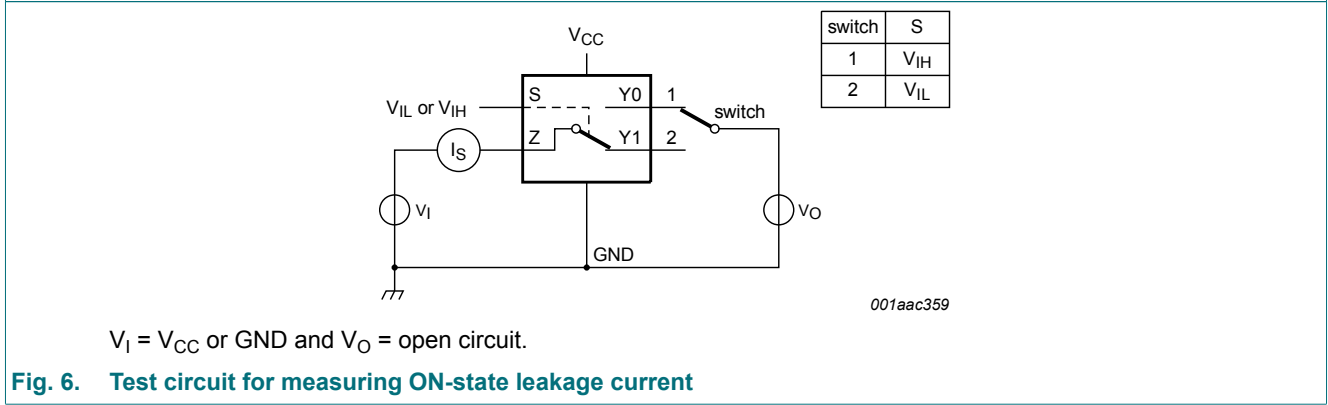 switch S
1 VIH
2 VIL
VCC
S Y0 1
VIL or VIH
switch
Z Y1 2
IS
VI
VO
GND
001aac359
VI = VCC or GND and VO = open circuit.
Fig. 6. Test circuit for measuring ON-state leakage current